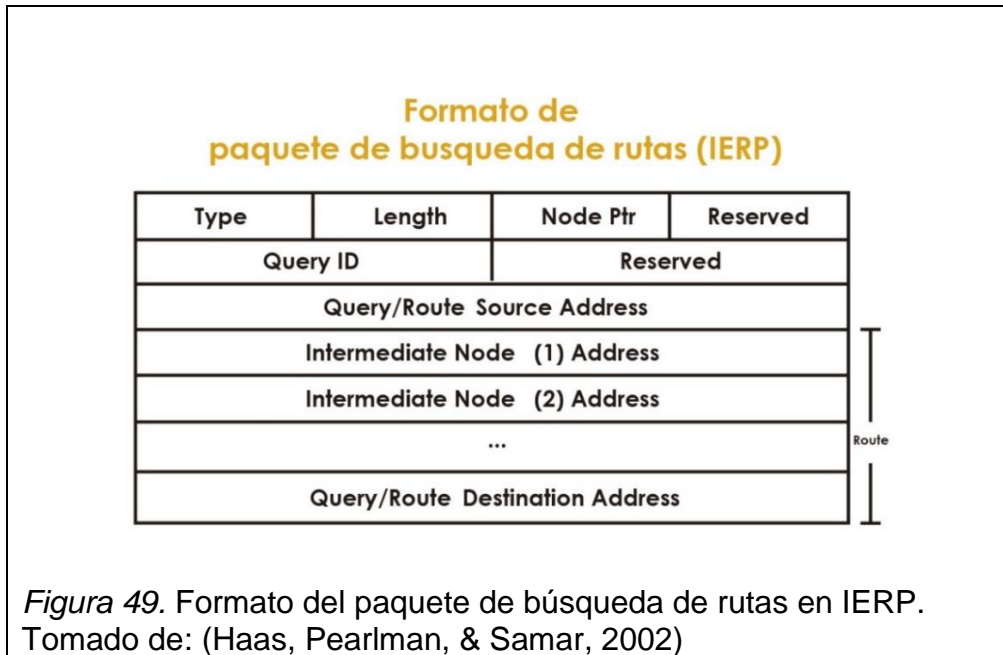 Formato de
paquete de busqueda de rutas (IERP)
Type Length Node Ptr Reserved
Query ID Reserved
Query/Route Source Address
Intermediate Node (1) Address
Intermediate Node (2) Address
...
Route
Query/Route Destination Address
Figura 49. Formato del paquete de búsqueda de rutas en IERP.
Tomado de: (Haas, Pearlman, & Samar, 2002)